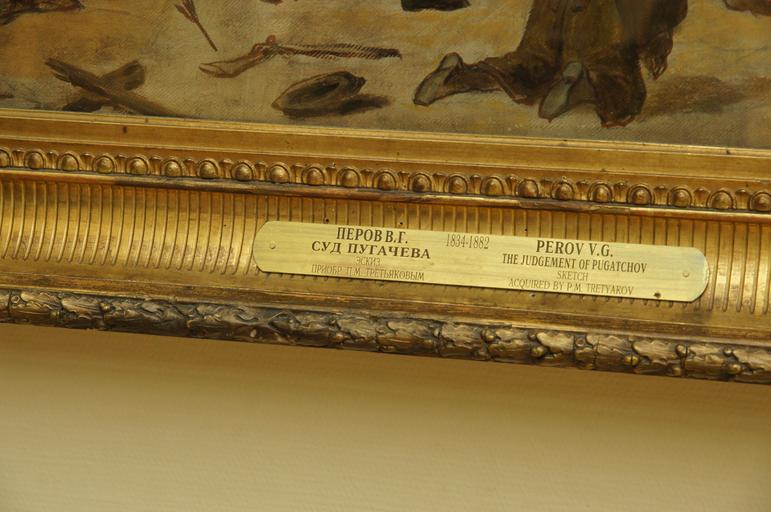 ПЕРОВ В.Г.
СУД ПУГАЧЕВА
ЭСКИЗ
ПРИОБР. П.М. ТРЕТЬЯКОВЫМ
1834-1882
PEROV V.G.
THE JUDGEMENT OF PUGATCHOV
SKETCH
ACQUIRED BY P.M. TRETYAKOV